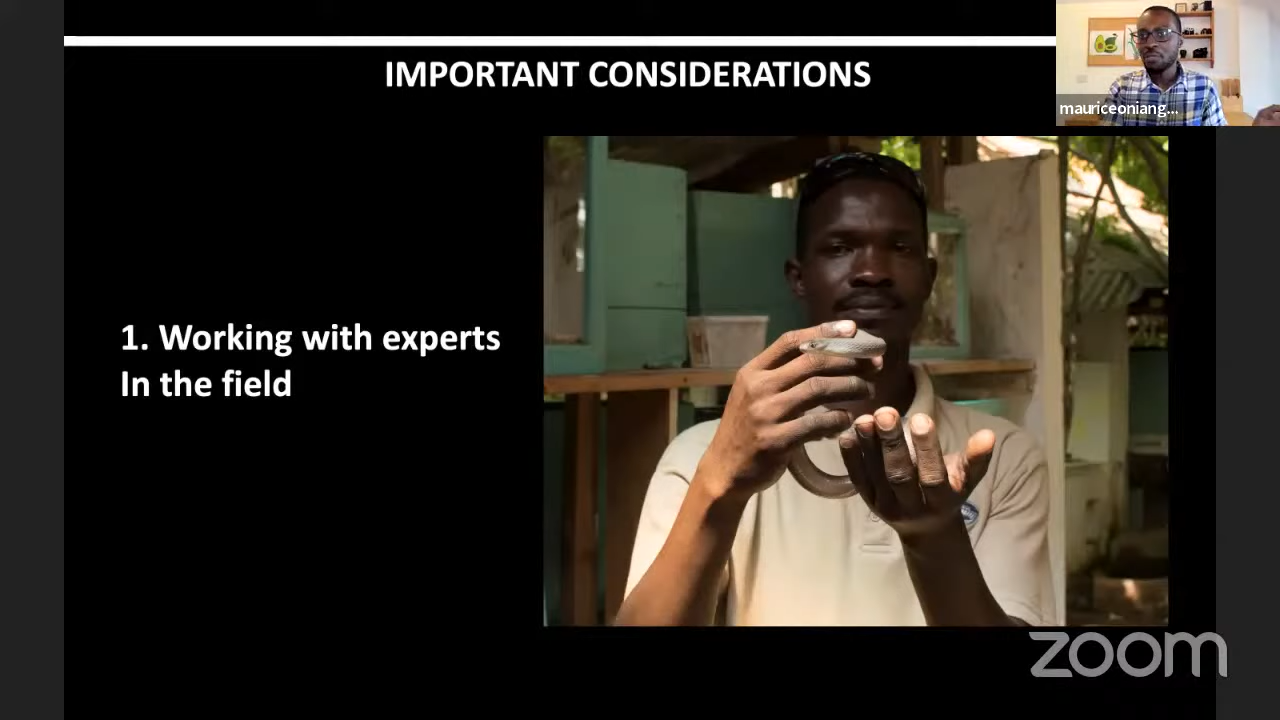 IMPORTANT CONSIDERATIONS
mauriceoniang...
1. Working with experts
In the field
zoom